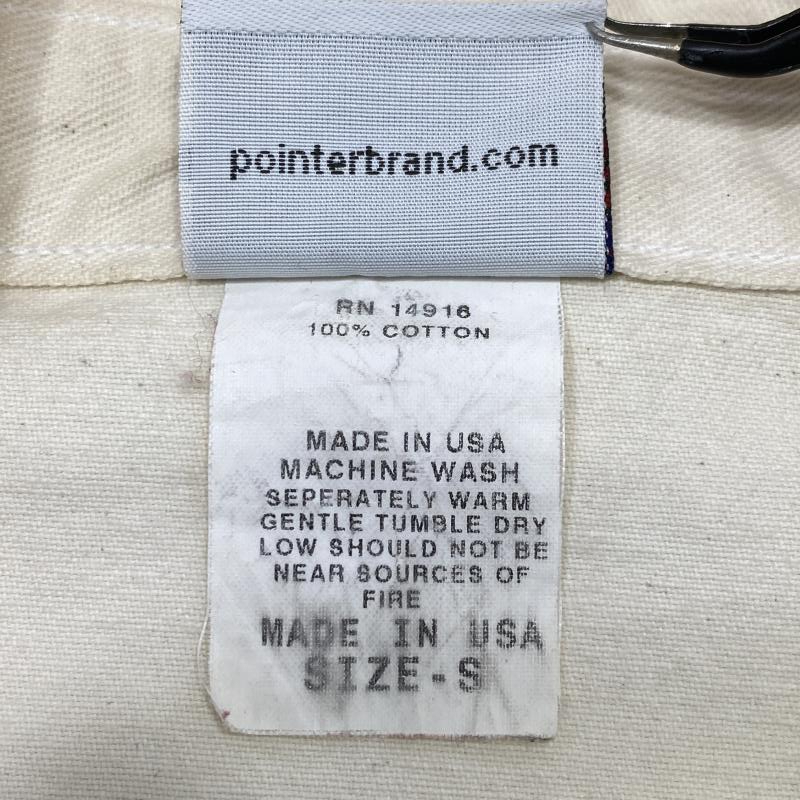 pointerbrand.com
RN 14916
100% COTTON
MADE IN USA
MACHINE WASH
SEPERATELY WARM
GENTLE TUMBLE DRY
LOW SHOULD NOT BE
NEAR SOURCES OF
FIRE
MADE IN USA
SIZE-S